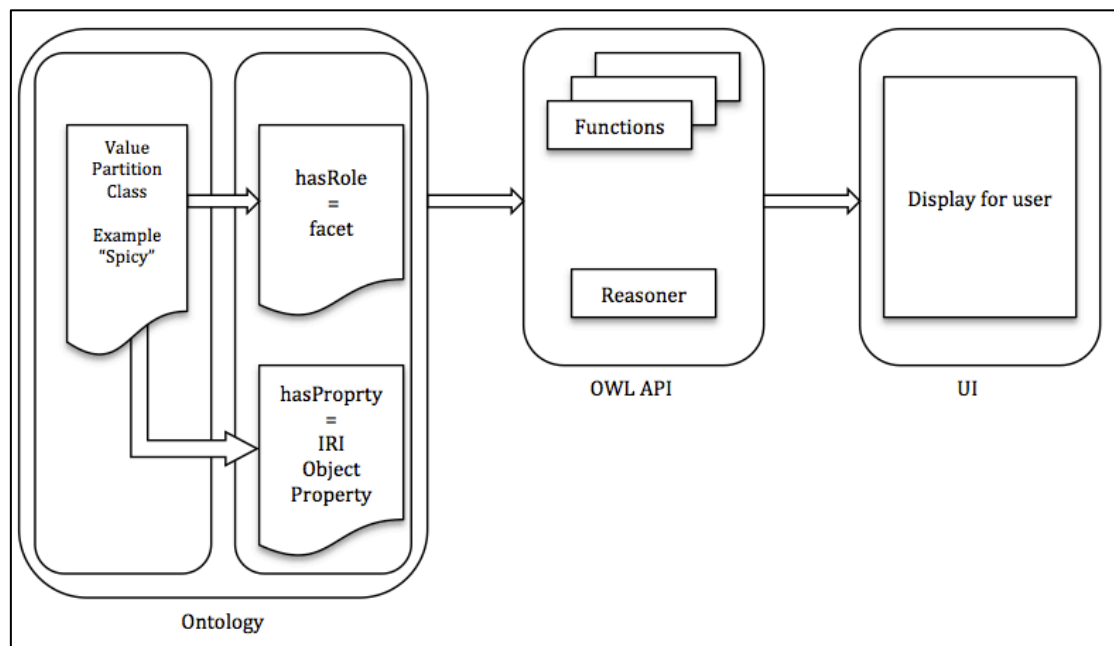 Value
Partition
Class
Example
“Spicy”
hasRole
=
facet
hasProprty
=
IRI
Object
Property
Ontology
Functions
Reasoner
OWL API
Display for user
UI